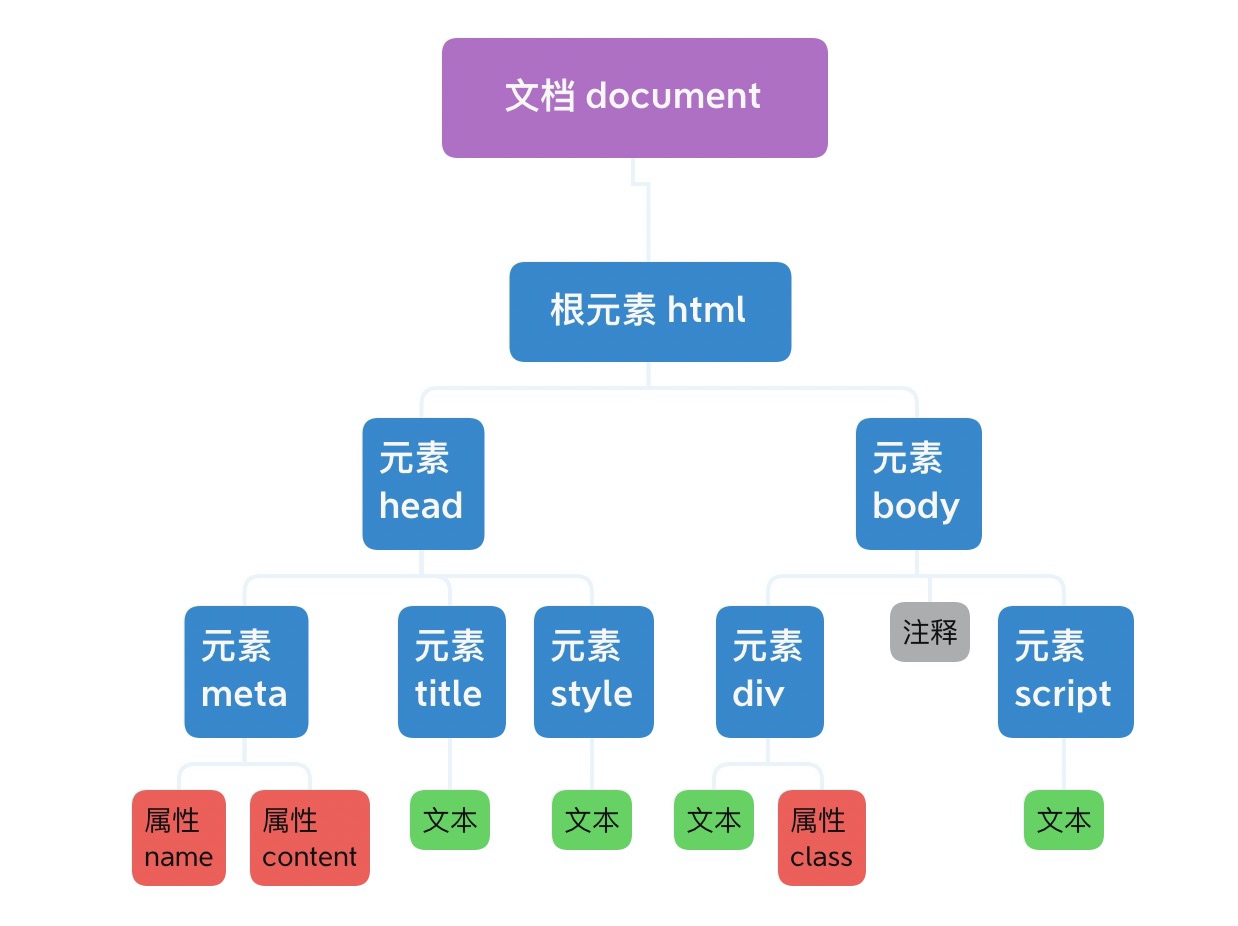 文档 document
根元素 html
元素
head
元素
body
元素
meta
元素
title
元素
style
元素
div
注释
元素
script
属性
name
属性
content
文本
文本
文本
属性
class
文本